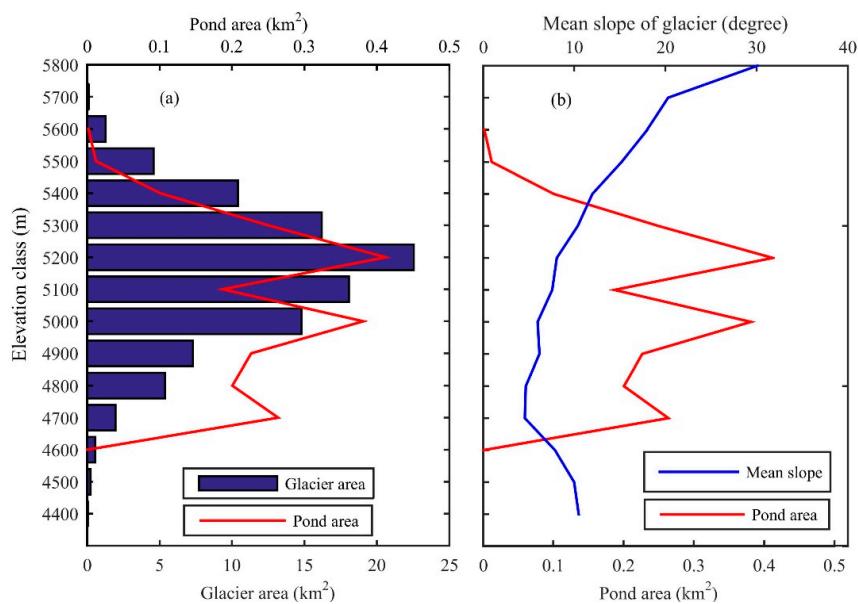 Pond area (km2)
0 0.1 0.2 0.3 0.4 0.5
Mean slope of glacier (degree)
0 10 20 30 40
Elevation class (m)
5800
5700
5600
5500
5400
5300
5200
5100
5000
4900
4800
4700
4600
4500
4400
(a)
Glacier area
Pond area
0 5 10 15 20 25
Glacier area (km2)
(b)
Mean slope
Pond area
0 0.1 0.2 0.3 0.4 0.5
Pond area (km2)